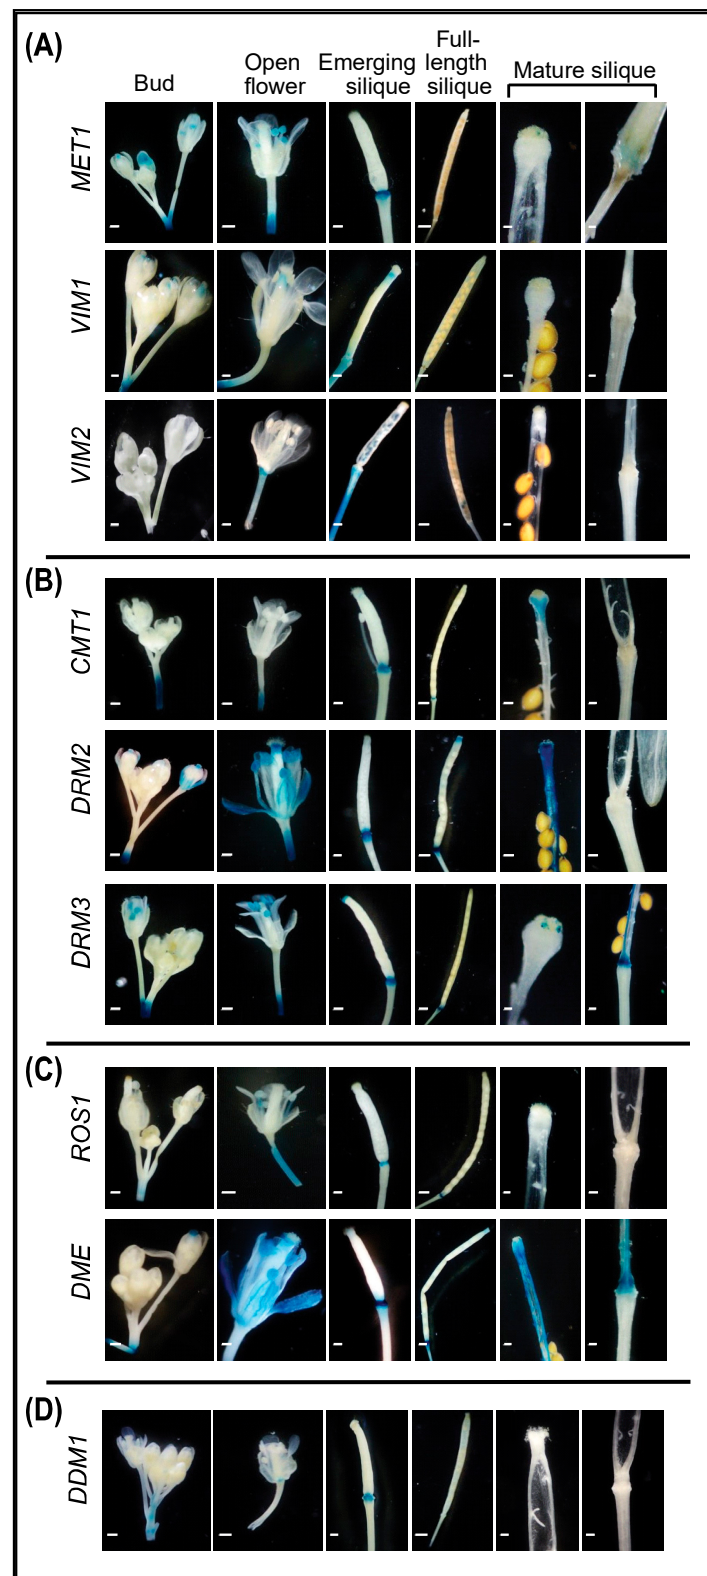 (A)
Bud
Open
flower
Emerging
silique
Full-
length
silique
Mature silique
MET1
VIM1
VIM2
(B)
CMT1
DRM2
DRM3
(C)
ROS1
DME
(D)
DDM1